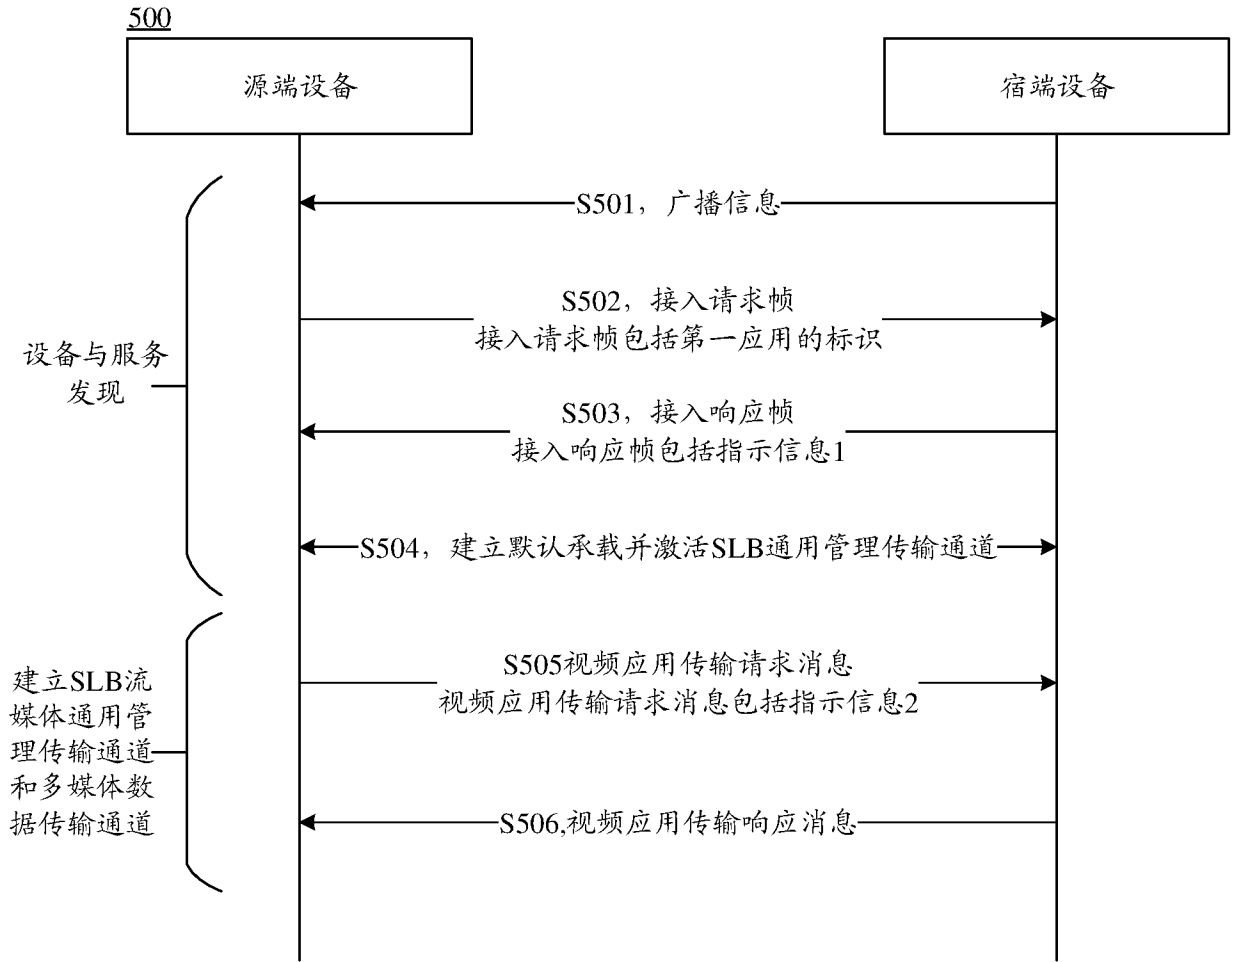 500
源端设备
宿端设备
S501，广播信息
S502，接入请求帧
接入请求帧包括第一应用的标识
设备与服务
发现
S503，接入响应帧
接入响应帧包括指示信息1
S504，建立默认承载并激活SLB通用管理传输通道
S505视频应用传输请求消息
视频应用传输请求消息包括指示信息2
建立SLB流
媒体通用管
理传输通道
和多媒体数
据传输通道
S506,视频应用传输响应消息